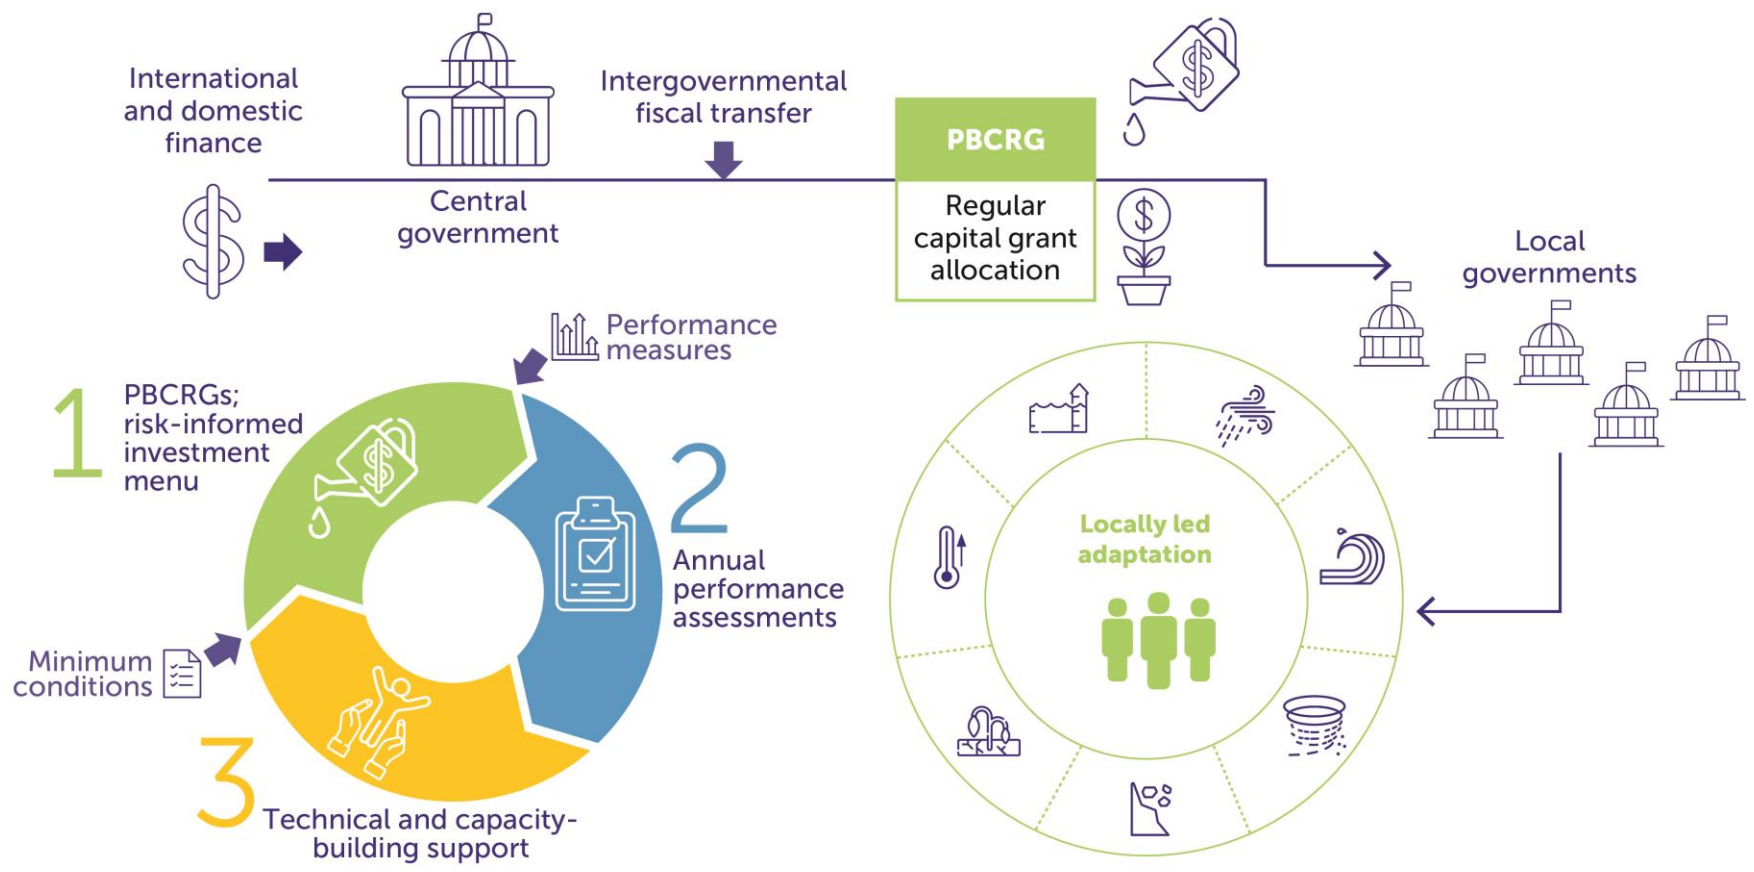 International
and domestic
finance
Central
government
Intergovernmental
fiscal transfer
PBCRG
Regular
capital grant
allocation
Local
governments
Performance
measures
1
PBCRGs;
risk-informed
investment
menu
2
Annual
performance
assessments
Minimum
conditions
3
Technical and capacity-
building support
Locally led
adaptation